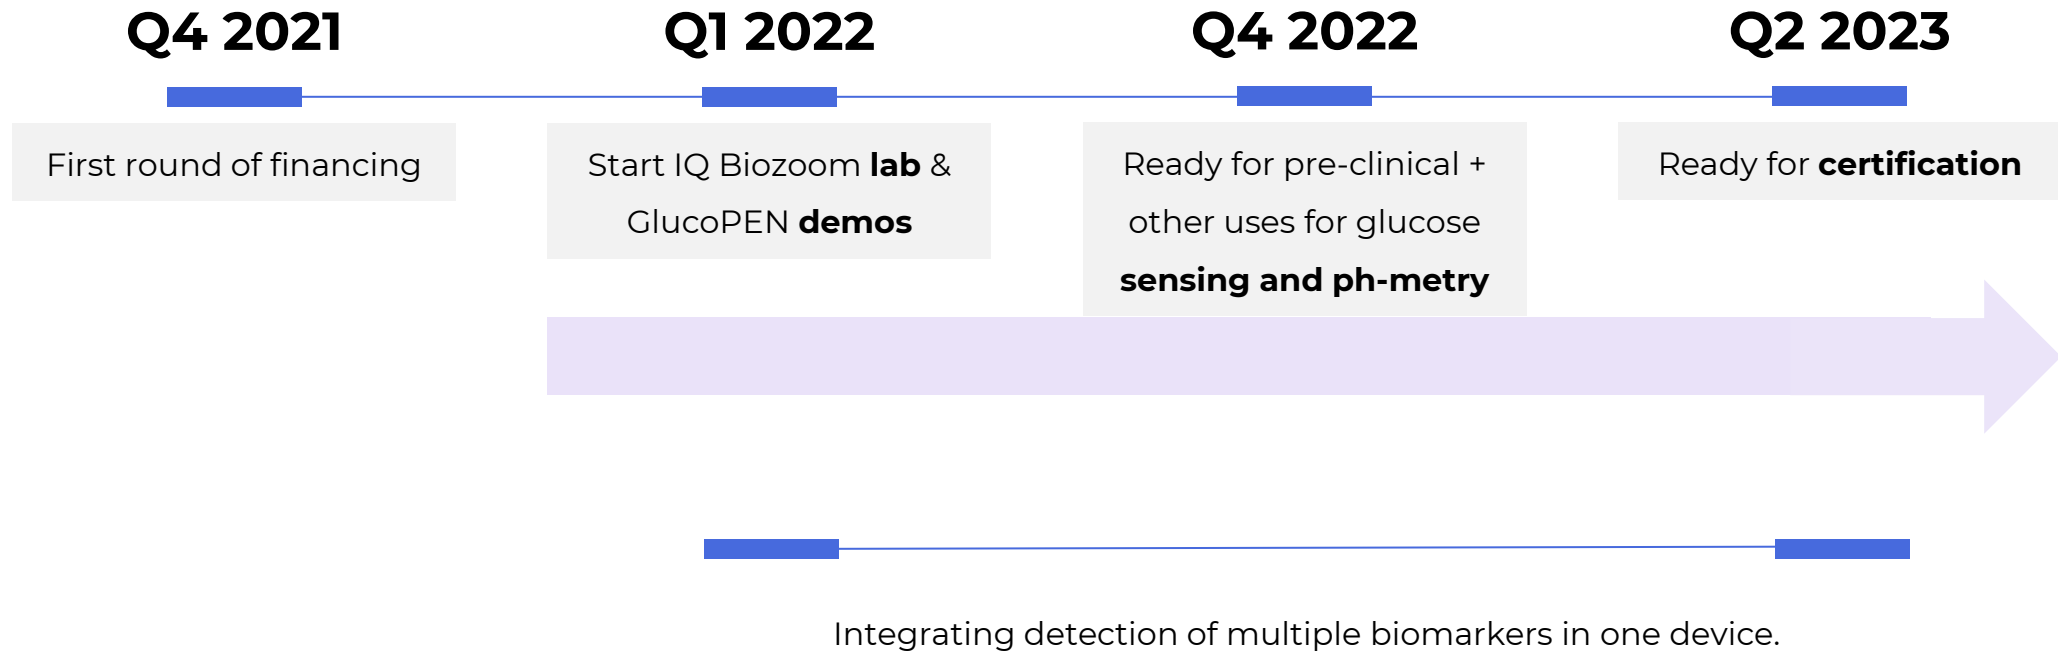 Q4 2021
Q1 2022
Q4 2022
Q2 2023
First round of financing
Start IQ Biozoom lab &
GlucoPEN demos
Ready for pre-clinical +
other uses for glucose
sensing and ph-metry
Ready for certification
Integrating detection of multiple biomarkers in one device.